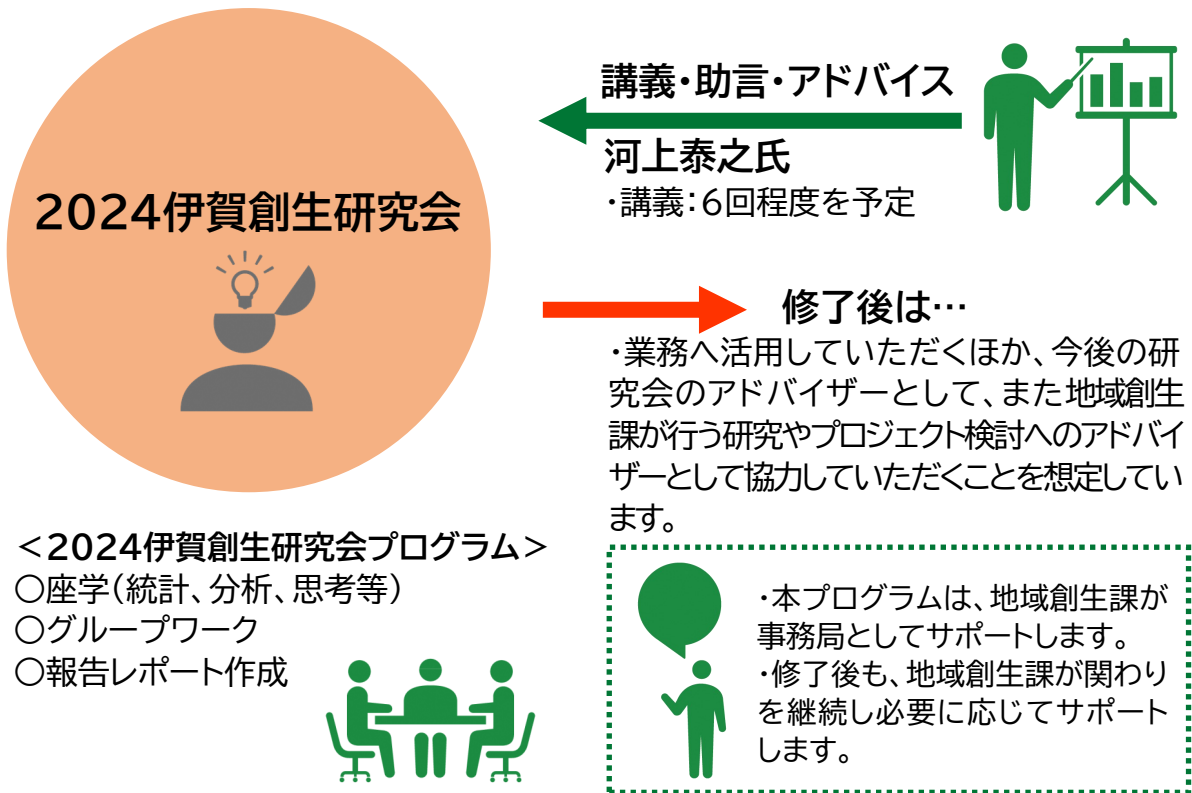 2024伊賀創生研究会
講義・助言・アドバイス
河上泰之氏
・講義：6回程度を予定
修了後は…
・業務へ活用していただくほか、今後の研
究会のアドバイザーとして、また地域創生
課が行う研究やプロジェクト検討へのアドバイ
ザーとして協力していただくことを想定してい
ます。
＜2024伊賀創生研究会プログラム＞
○座学（統計、分析、思考等）
○グループワーク
○報告レポート作成
・本プログラムは、地域創生課が
事務局としてサポートします。
・修了後も、地域創生課が関わり
を継続し必要に応じてサポート
します。